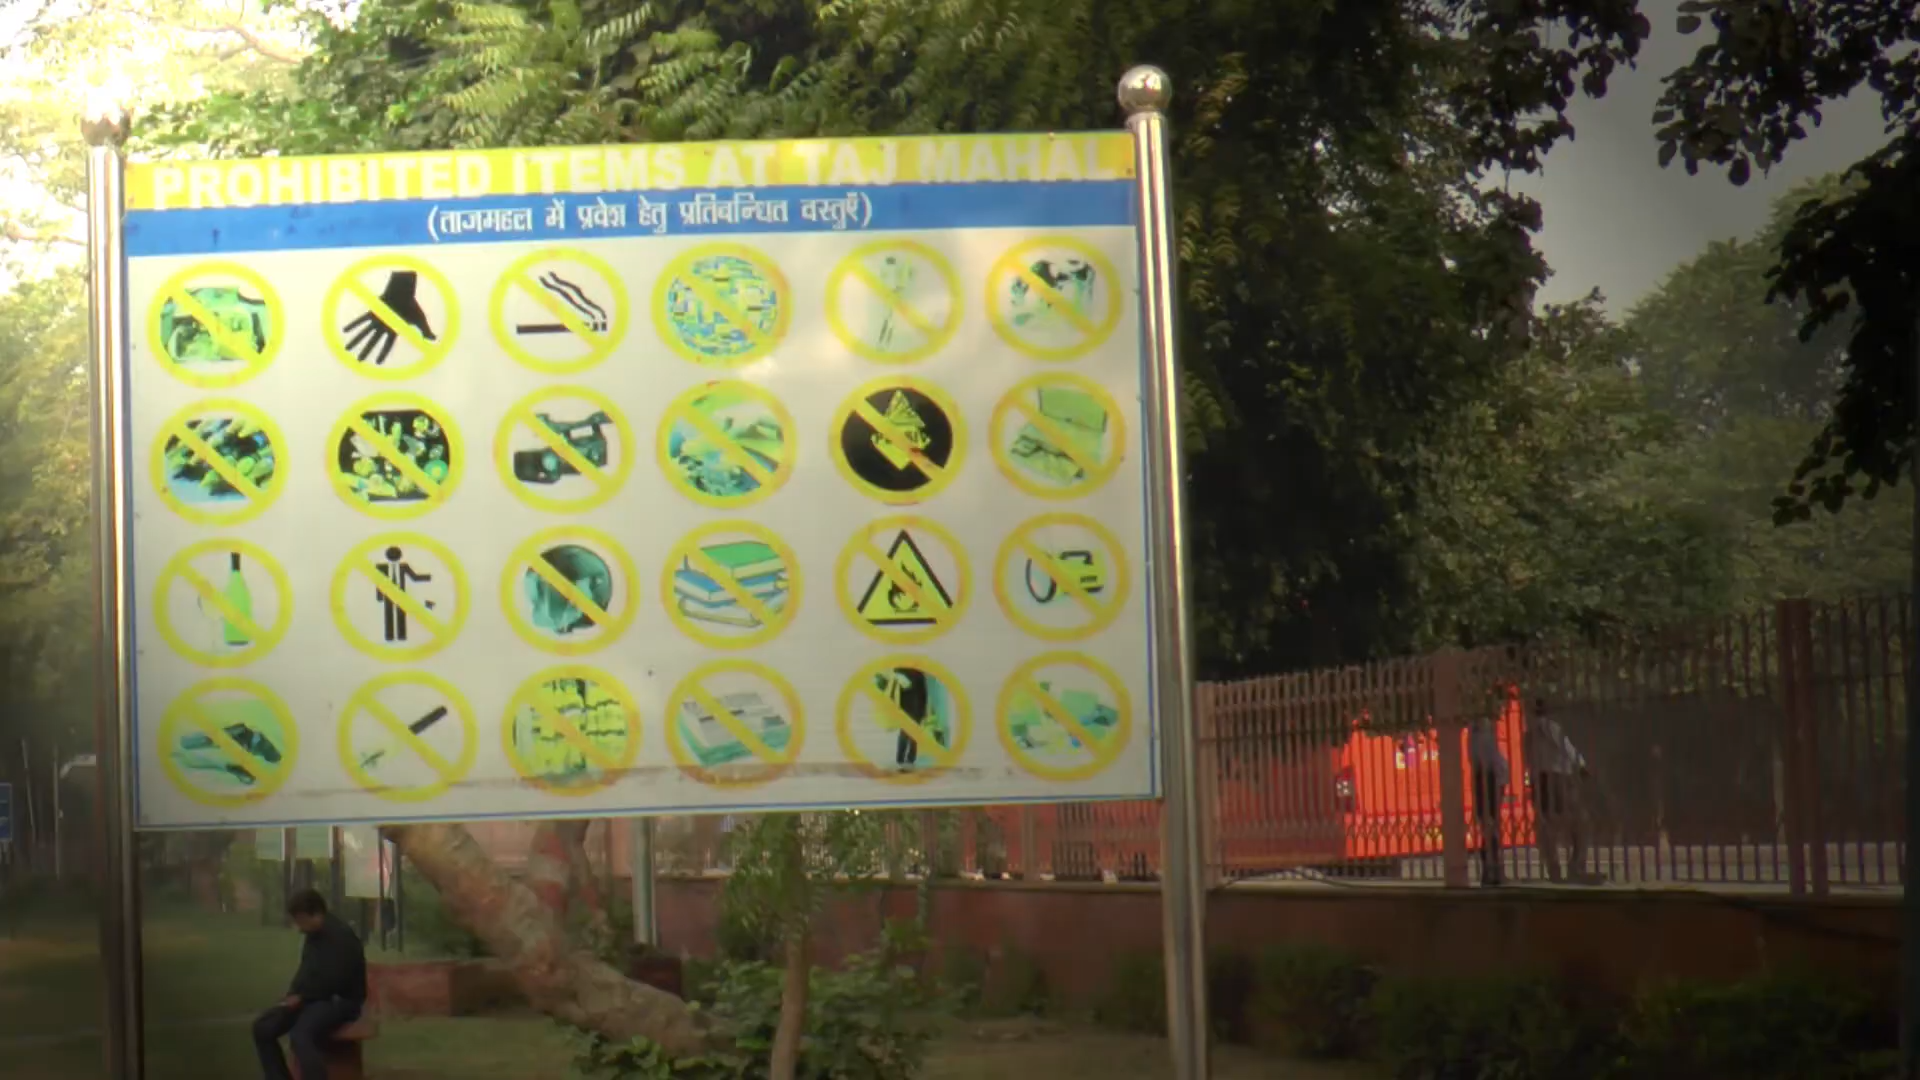 PROHIBITED ITEMS AT TAJ MAHAL
(ताजमहल में प्रवेश हेतु प्रतिबन्धित वस्तुएँ)